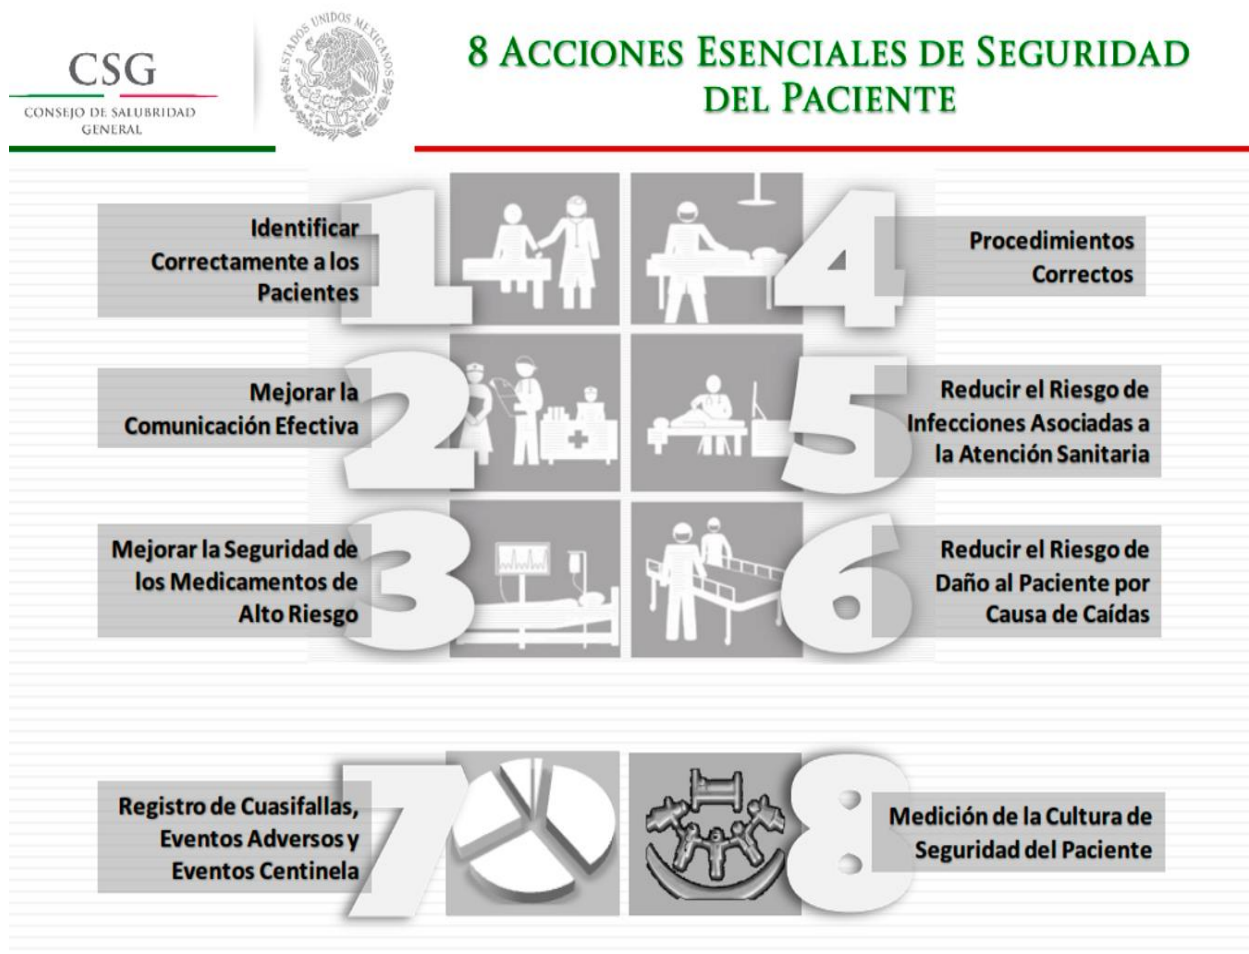 CSG
CONSEJO DE SALUBRIDAD
GENERAL
ESTADOS UNIDOS MEXICANOS
8 ACCIONES ESENCIALES DE SEGURIDAD
DEL PACIENTE
1
Identificar
Correctamente a los
Pacientes
2
Mejorar la
Comunicación Efectiva
3
Mejorar la Seguridad de
los Medicamentos de
Alto Riesgo
4
Procedimientos
Correctos
5
Reducir el Riesgo de
Infecciones Asociadas a
la Atención Sanitaria
6
Reducir el Riesgo de
Daño al Paciente por
Causa de Caídas
7
Registro de Cuasifallas,
Eventos Adversos y
Eventos Centinela
8
Medición de la Cultura de
Seguridad del Paciente